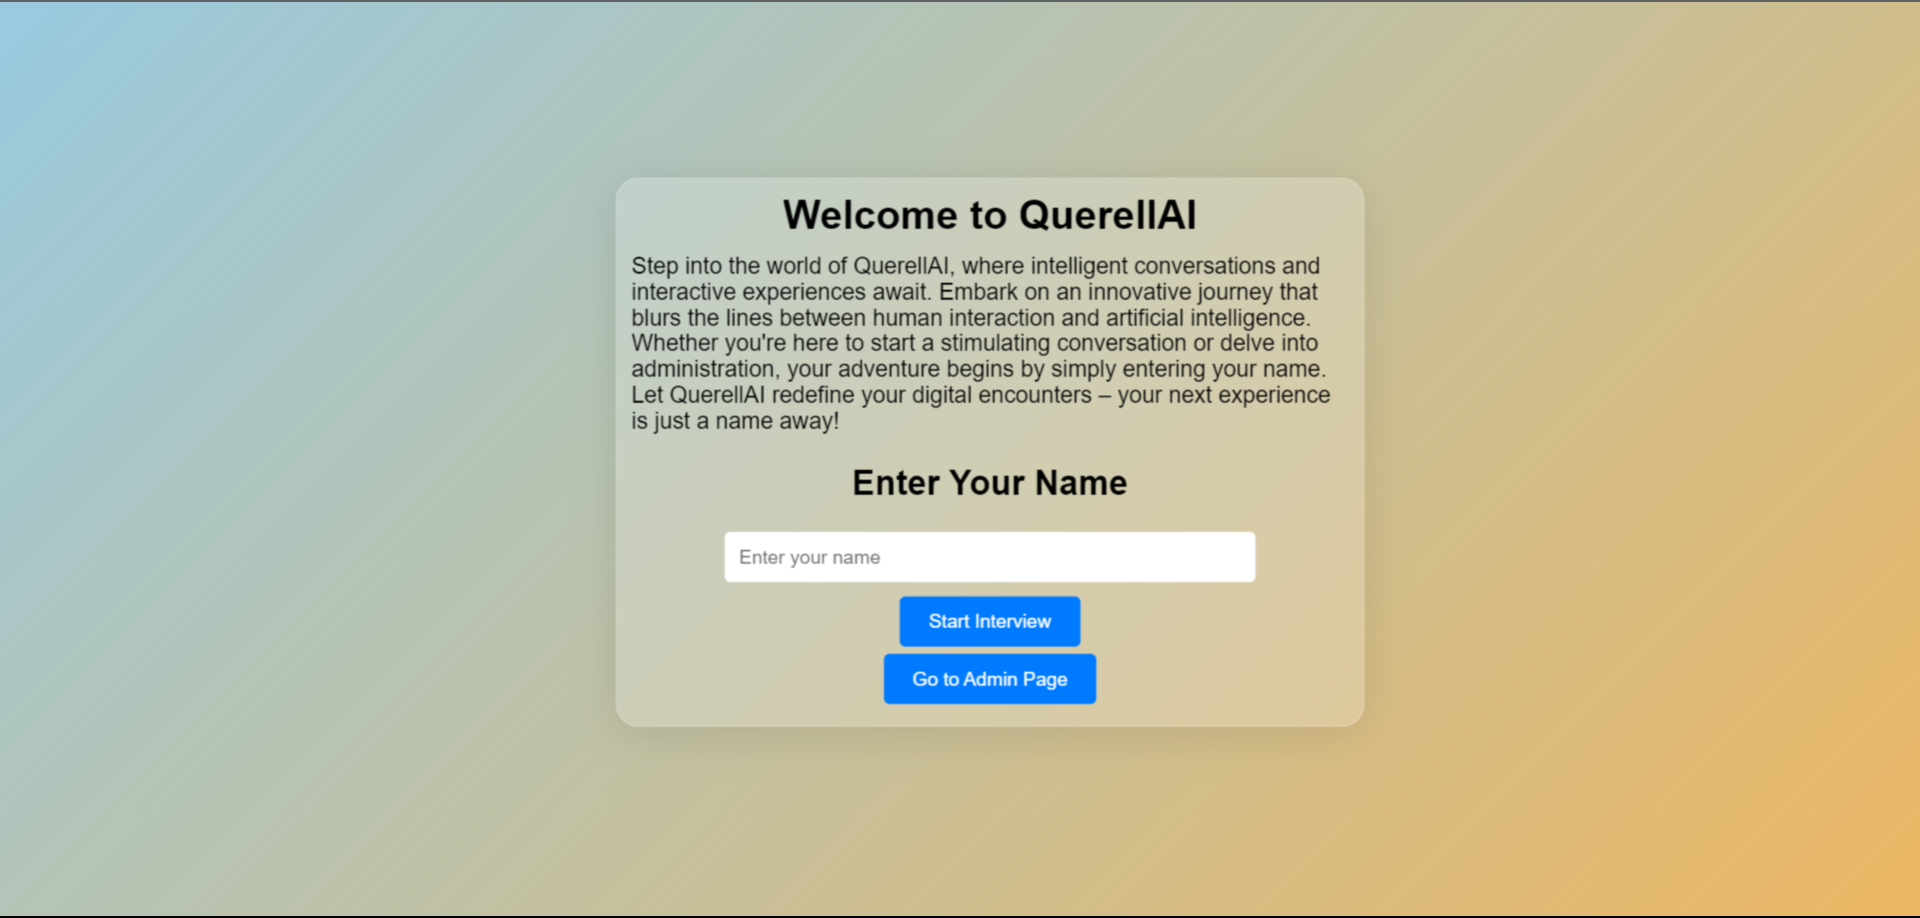 Welcome to QuerellAI
Step into the world of QuerellAI, where intelligent conversations and
interactive experiences await. Embark on an innovative journey that
blurs the lines between human interaction and artificial intelligence.
Whether you're here to start a stimulating conversation or delve into
administration, your adventure begins by simply entering your name.
Let QuerellAI redefine your digital encounters – your next experience
is just a name away!
Enter Your Name
Enter your name
Start Interview
Go to Admin Page